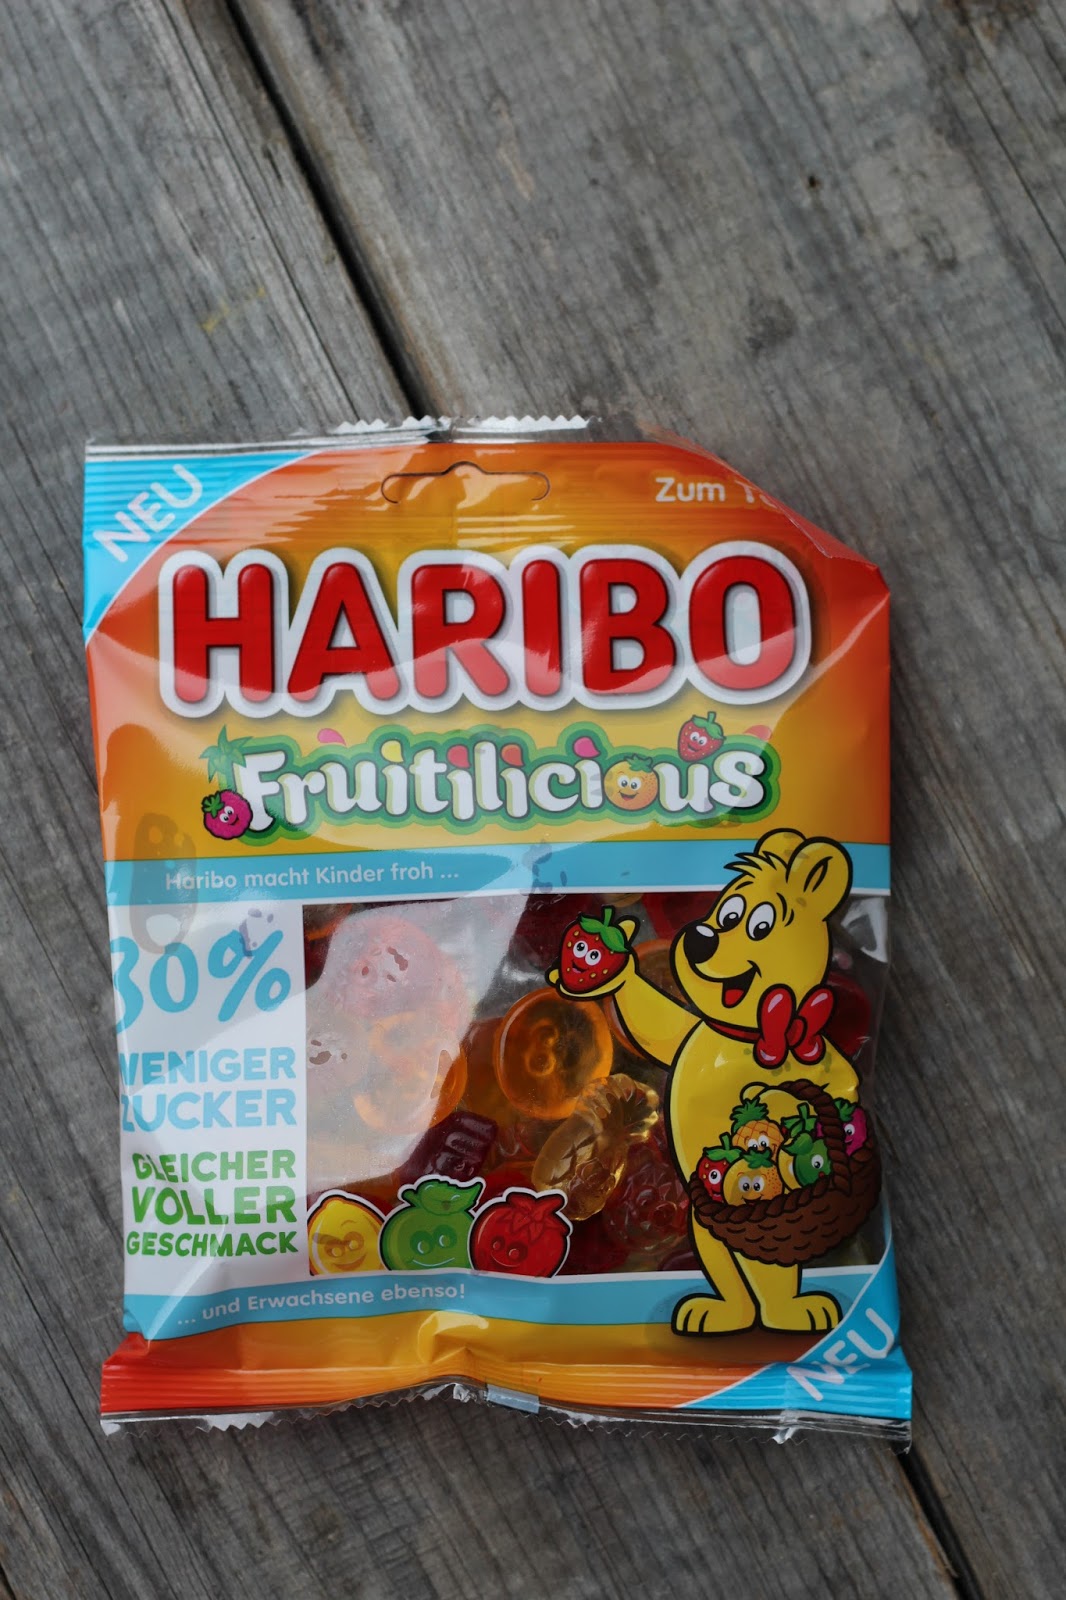 NEU
Zum
HARIBO
Fruitilicious
Haribo macht Kinder froh ...
30%
WENIGER
ZUCKER
GLEICHER
VOLLER
GESCHMACK
... und Erwachsene ebenso!
NEU